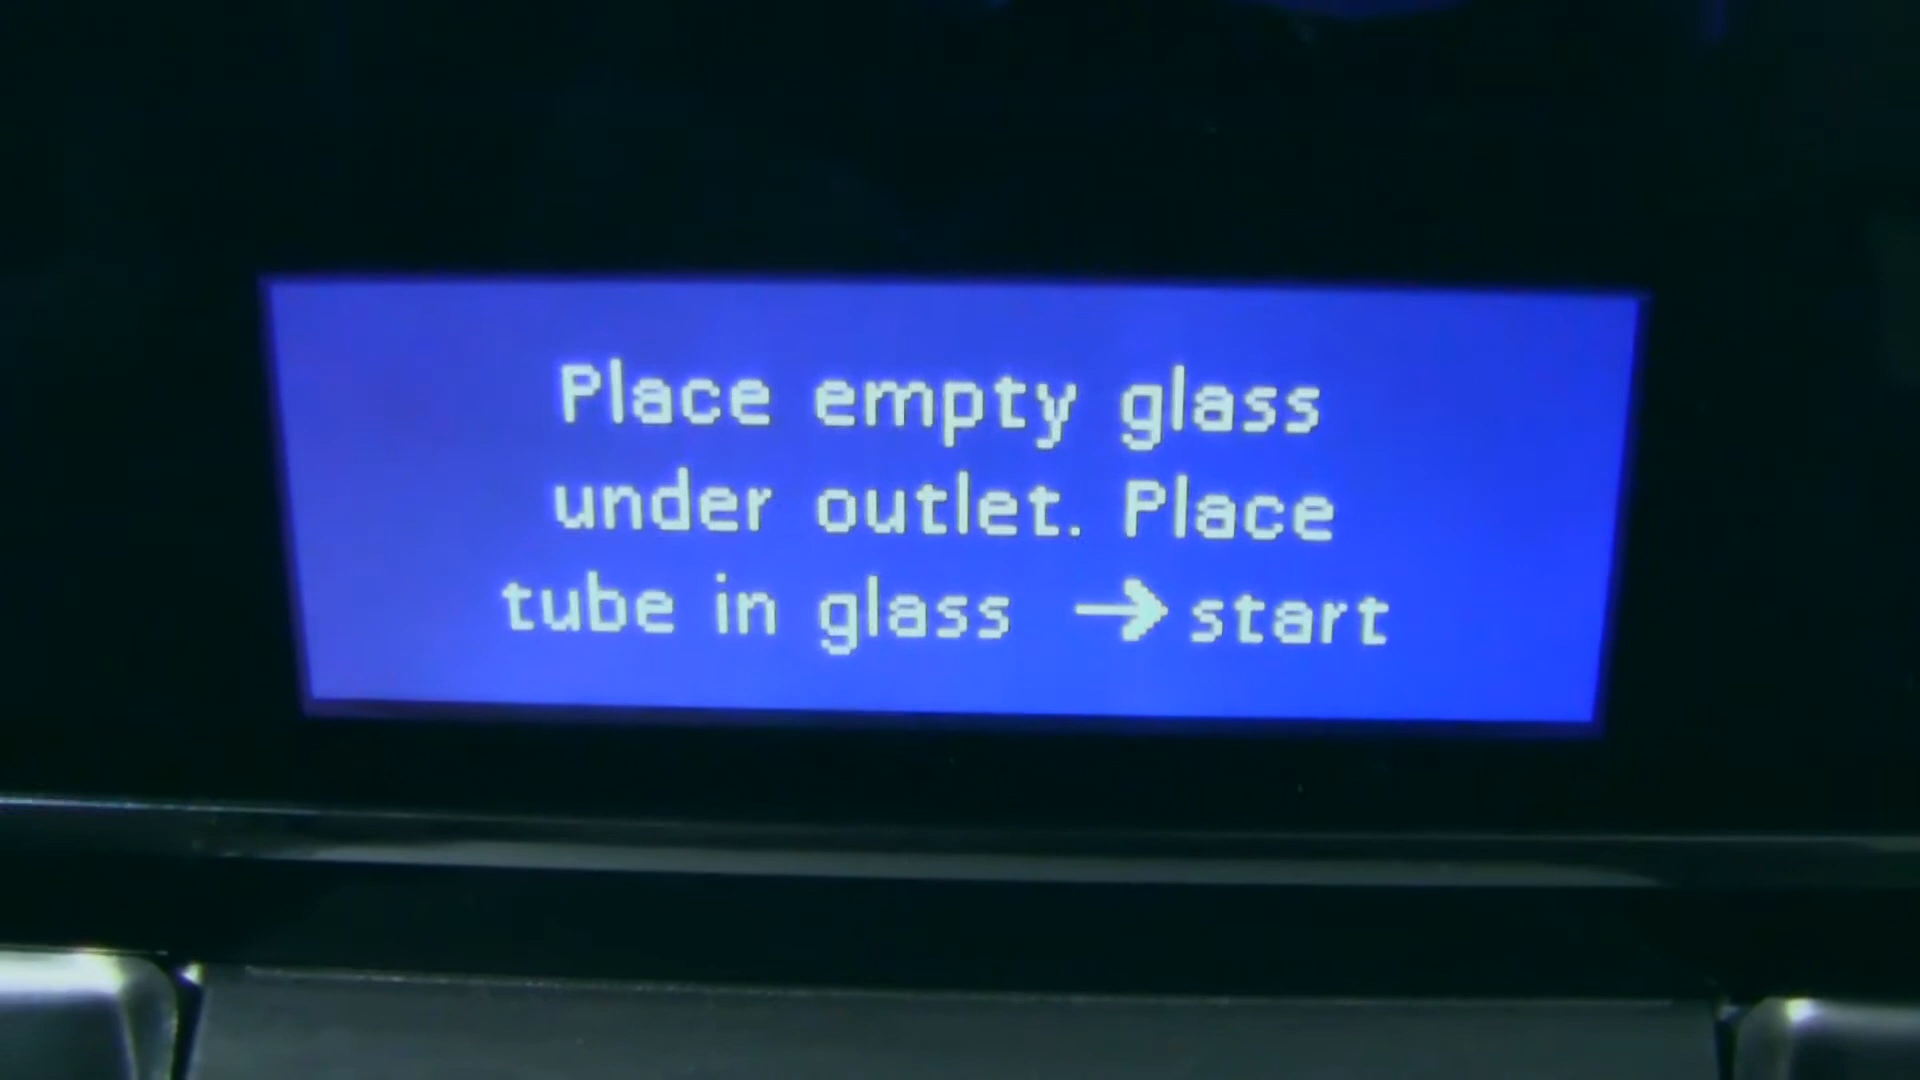 Place empty glass
under outlet. Place
tube in glass → start